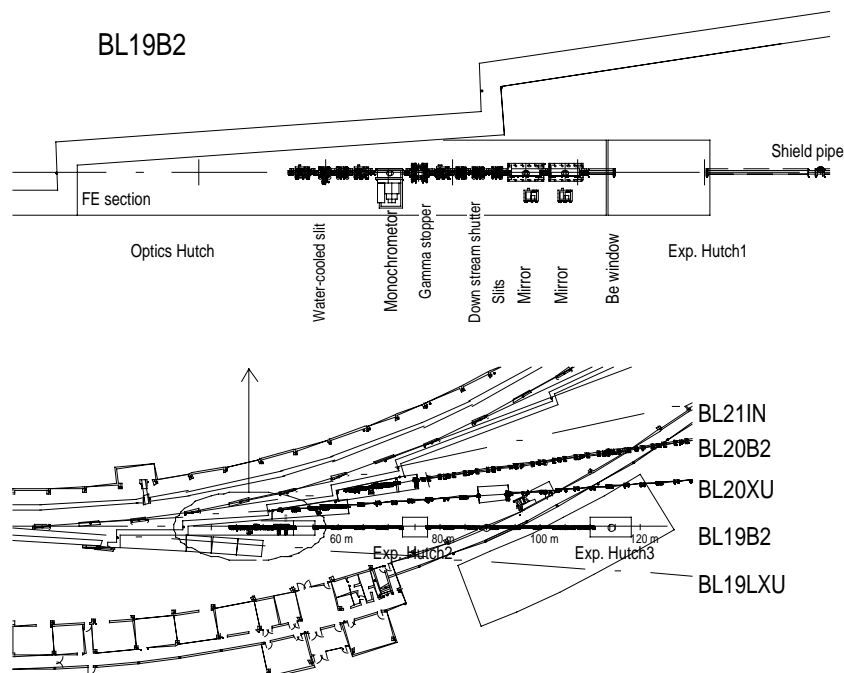 BL19B2
Shield pipe
FE section
Optics Hutch
Exp. Hutch1
Water-cooled slit
Monochrometor
Gamma stopper
Down stream shutter
Slits
Mirror
Mirror
Be window
BL21IN
BL20B2
BL20XU
BL19B2
BL19LXU
60 m
80 m
100 m
120 m
Exp. Hutch2
Exp. Hutch3